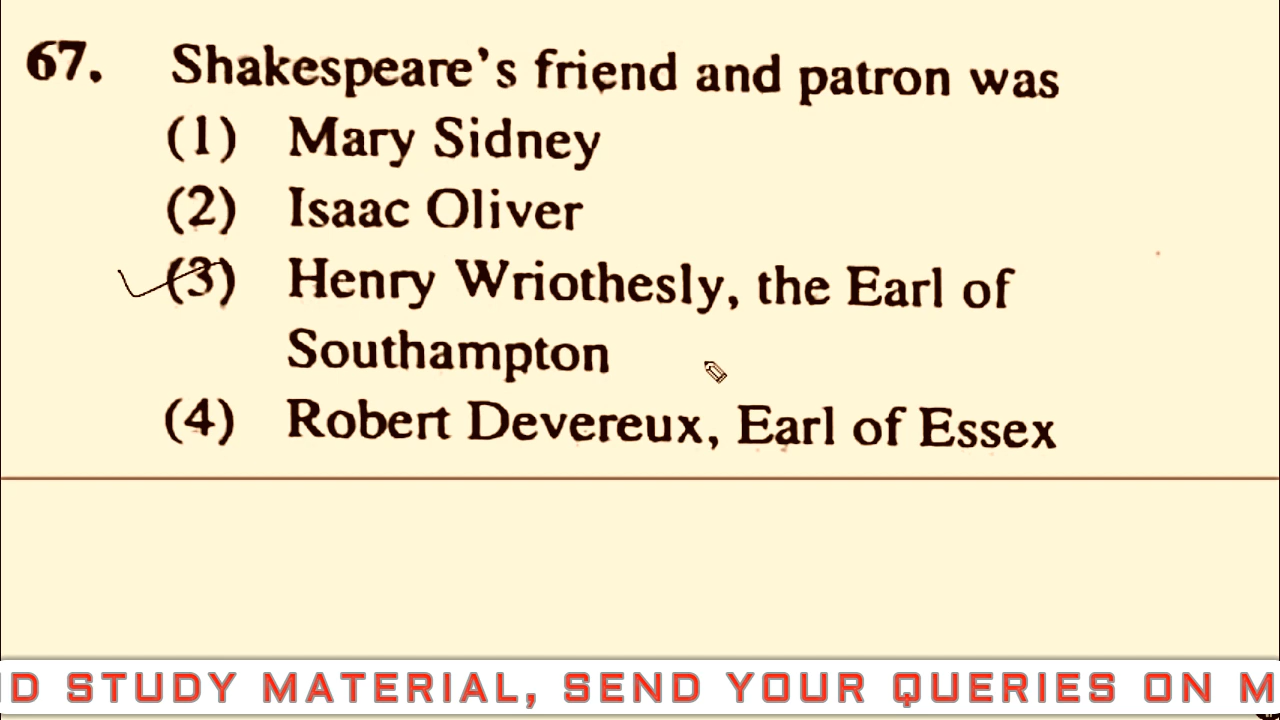 67. Shakespeare's friend and patron was
(1) Mary Sidney
(2) Isaac Oliver
(3) Henry Wriothesly, the Earl of
Southampton
(4) Robert Devereux, Earl of Essex
D STUDY MATERIAL, SEND YOUR QUERIES ON M